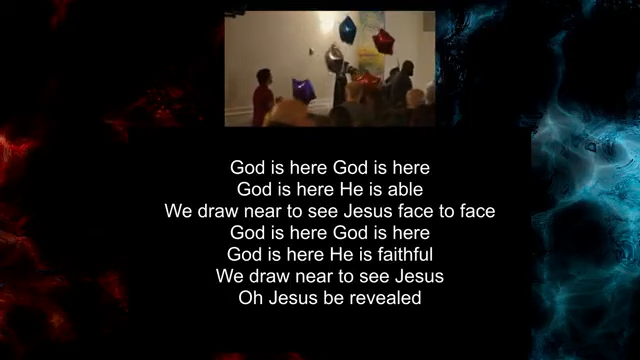 God is here God is here
God is here He is able
We draw near to see Jesus face to face
God is here God is here
God is here He is faithful
We draw near to see Jesus
Oh Jesus be revealed